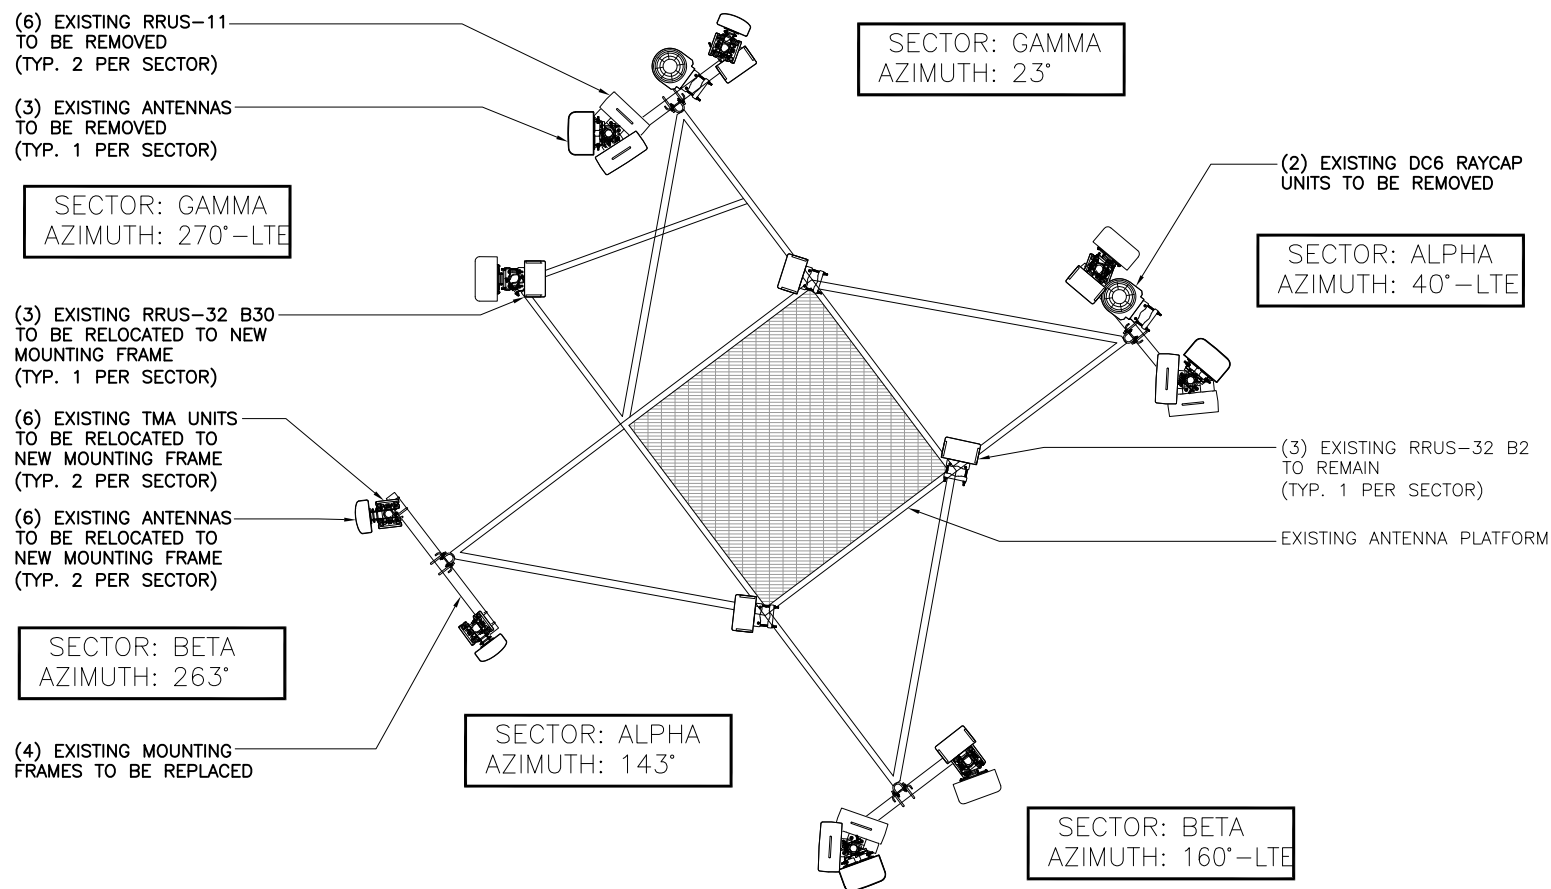 (6) EXISTING RRUS-11
TO BE REMOVED
(TYP. 2 PER SECTOR)
(3) EXISTING ANTENNAS
TO BE REMOVED
(TYP. 1 PER SECTOR)
SECTOR: GAMMA
AZIMUTH: 270°-LTE
(3) EXISTING RRUS-32 B30
TO BE RELOCATED TO NEW
MOUNTING FRAME
(TYP. 1 PER SECTOR)
(6) EXISTING TMA UNITS
TO BE RELOCATED TO
NEW MOUNTING FRAME
(TYP. 2 PER SECTOR)
(6) EXISTING ANTENNAS
TO BE RELOCATED TO
NEW MOUNTING FRAME
(TYP. 2 PER SECTOR)
SECTOR: BETA
AZIMUTH: 263°
(4) EXISTING MOUNTING
FRAMES TO BE REPLACED
SECTOR: ALPHA
AZIMUTH: 143°
SECTOR: GAMMA
AZIMUTH: 23°
(2) EXISTING DC6 RAYCAP
UNITS TO BE REMOVED
SECTOR: ALPHA
AZIMUTH: 40°-LTE
(3) EXISTING RRUS-32 B2
TO REMAIN
(TYP. 1 PER SECTOR)
EXISTING ANTENNA PLATFORM
SECTOR: BETA
AZIMUTH: 160°-LTE